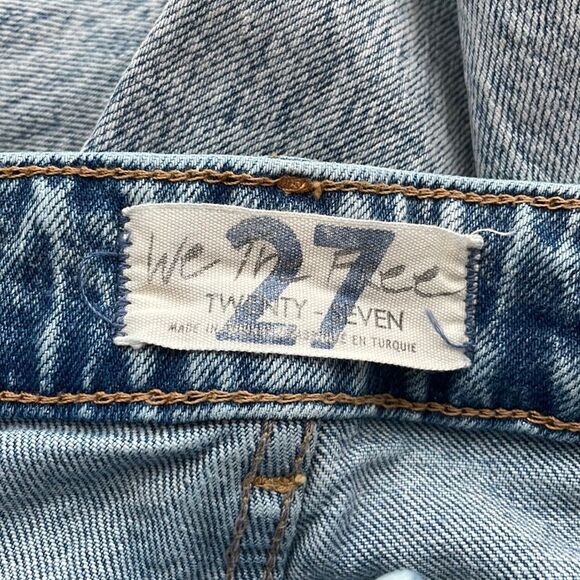 27
We The Free
TWENTY - SEVEN
MADE IN EN TURQUIE